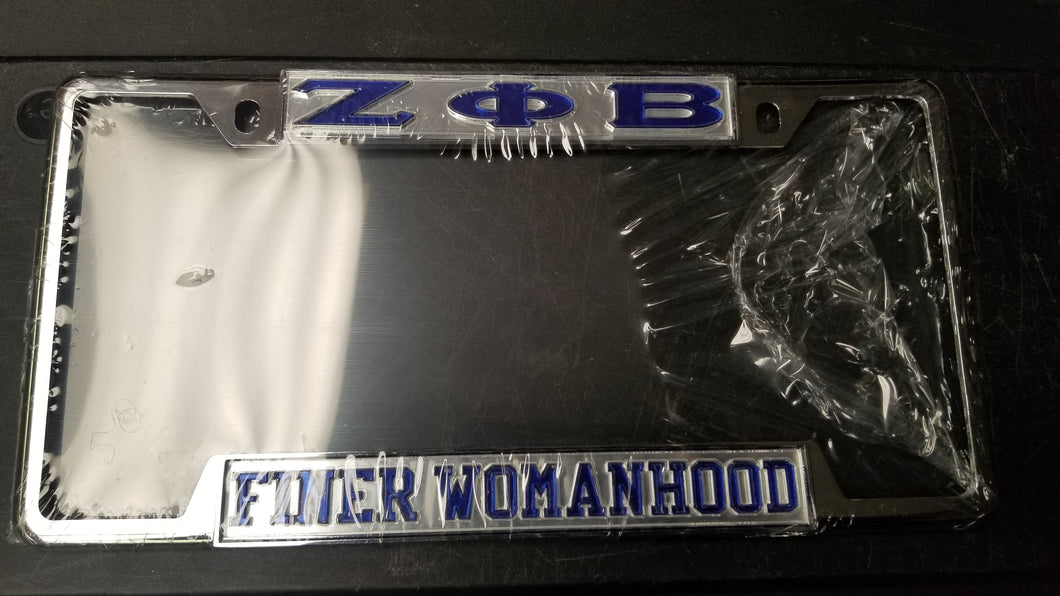 ΖΦΒ
FINER WOMANHOOD